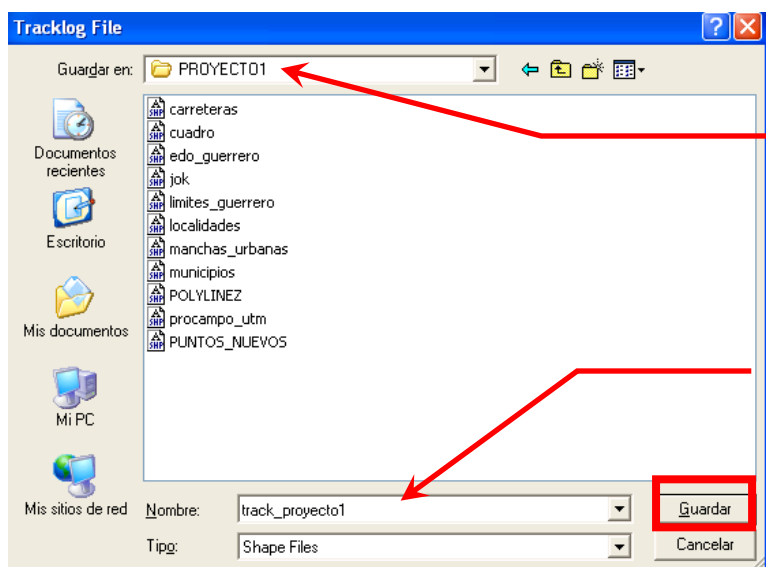 Tracklog File
Guardar en: PROYECTO1
Documentos
recientes
Escritorio
Mis documentos
Mi PC
Mis sitios de red
carreteras
cuadro
edo_guerrero
jok
limites_guerrero
localidades
manchas_urbanas
municipios
POLYLINEZ
procampo_utm
PUNTOS_NUEVOS
Nombre: track_proyecto1 Guardar
Tipo: Shape Files Cancelar